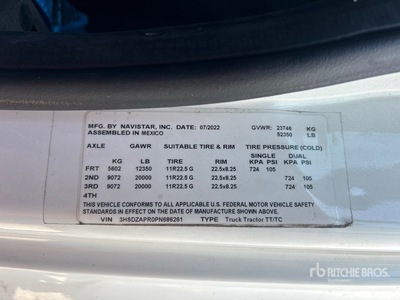 MFG. BY NAVISTAR, INC. DATE: 07/2022 GVWR: 23746 KG
ASSEMBLED IN MEXICO 52350 LB
AXLE GAWR SUITABLE TIRE & RIM TIRE PRESSURE (COLD)
SINGLE DUAL
KG LB TIRE RIM KPA PSI KPA PSI
FRT 5602 12350 11R22.5 G 22.5x8.25 724 105
2ND 9072 20000 11R22.5 G 22.5x8.25 724 105
3RD 9072 20000 11R22.5 G 22.5x8.25 724 105
4TH
THIS VEHICLE CONFORMS TO ALL APPLICABLE U.S. FEDERAL MOTOR VEHICLE SAFETY
STANDARDS IN EFFECT ON THE DATE OF MANUFACTURE SHOWN ABOVE.
VIN 3HSDZAPR0PN686261 TYPE Truck Tractor TT/TC
rb RITCHIE BROS.